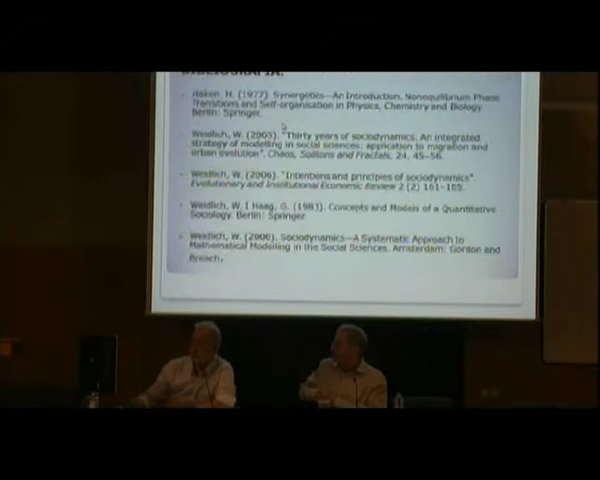 BIBLIOGRAFIA:
Haken, H. (1977). Synergetics—An Introduction. Nonequilibrium Phase
Transitions and Self-organisation in Physics, Chemistry and Biology.
Berlin: Springer.
Weidlich, W. (2005). "Thirty years of sociodynamics. An integrated
strategy of modelling in social sciences: application to migration and
urban evolution". Chaos, Solitons and Fractals, 24, 45-56.
Weidlich, W. (2006). "Intentions and principles of sociodynamics".
Evolutionary and Institutional Economic Review 2 (2) 161-165.
Weidlich, W. I Haag, G. (1983). Concepts and Models of a Quantitative
Sociology. Berlin: Springer
Weidlich, W. (2000). Sociodynamics—A Systematic Approach to
Mathematical Modelling in the Social Sciences. Amsterdam: Gordon and
Breach.